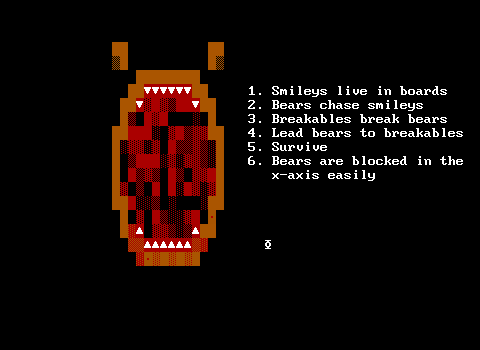 1. Smileys live in boards
2. Bears chase smileys
3. Breakables break bears
4. Lead bears to breakables
5. Survive
6. Bears are blocked in the
x-axis easily